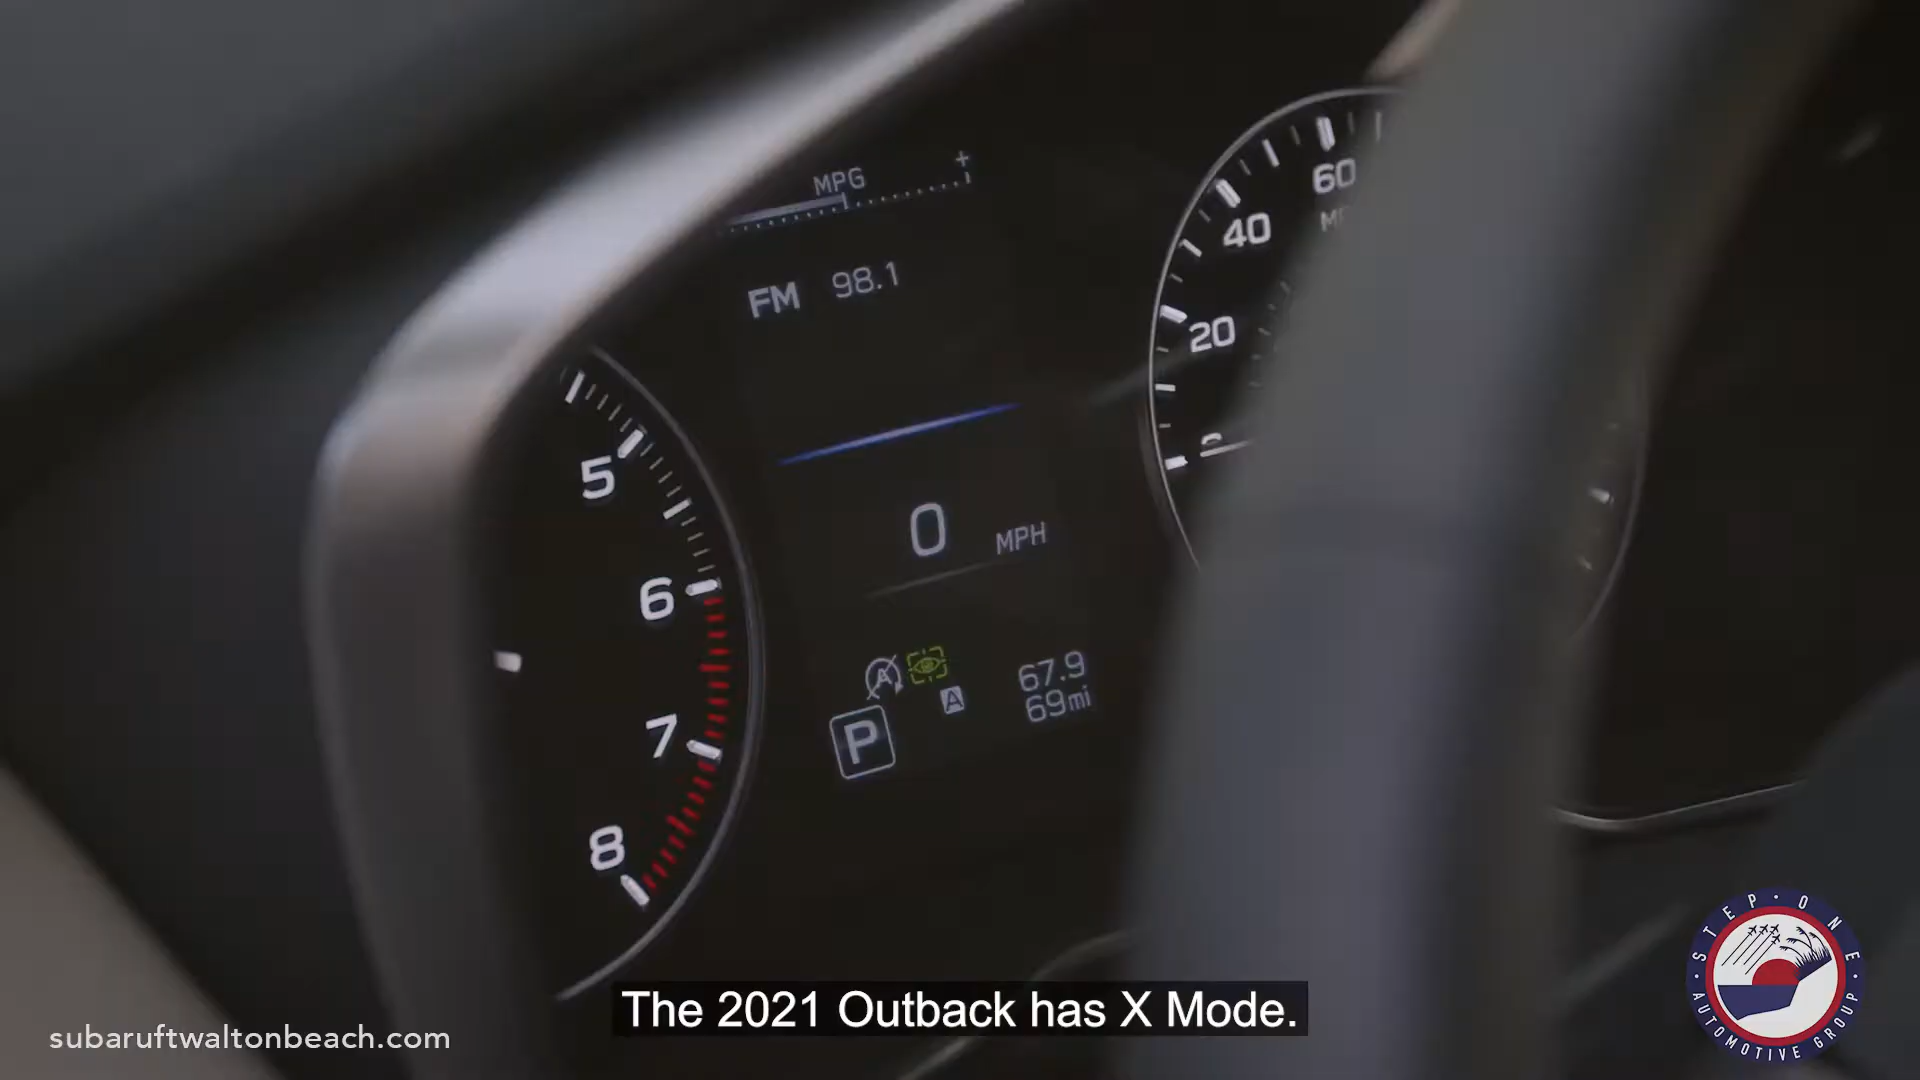 MPG
+
FM 98.1
60
40
20
0
5
6
7
8
0 MPH
A
A
67.9
69mi
P
The 2021 Outback has X Mode.
subaruftwaltonbeach.com
· STEP · ONE ·
AUTOMOTIVE GROUP